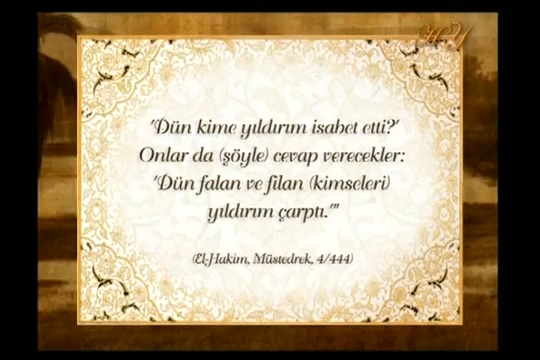 H Y
"Dün kime yıldırım isabet etti?"
Onlar da (şöyle) cevap verecekler:
"Dün falan ve filan (kimseleri)
yıldırım çarptı.'"
(El-Hakim, Müstedrek, 4/444)